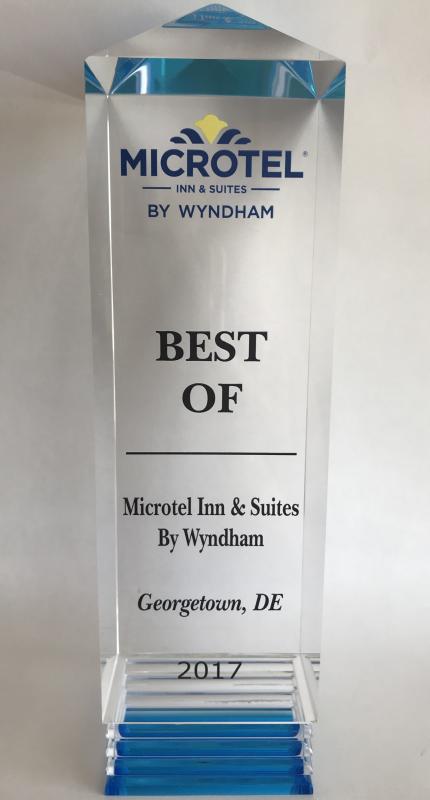 MICROTEL®
INN & SUITES
BY WYNDHAM
BEST
OF
Microtel Inn & Suites
By Wyndham
Georgetown, DE
2017